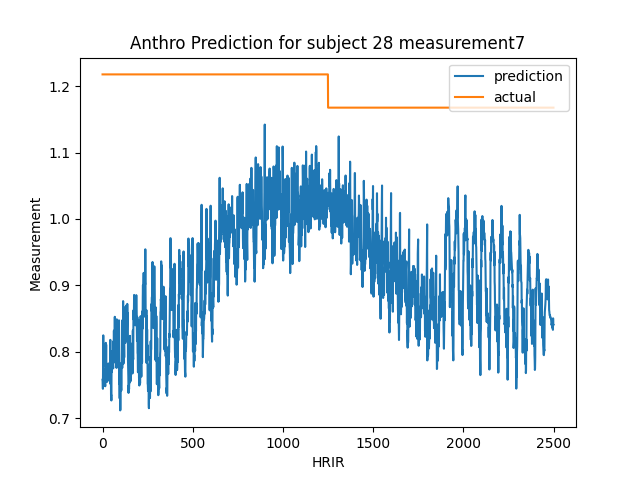 Anthro Prediction for subject 28 measurement7
prediction
actual
Measurement
1.2
1.1
1.0
0.9
0.8
0.7
0
500
1000
1500
2000
2500
HRIR